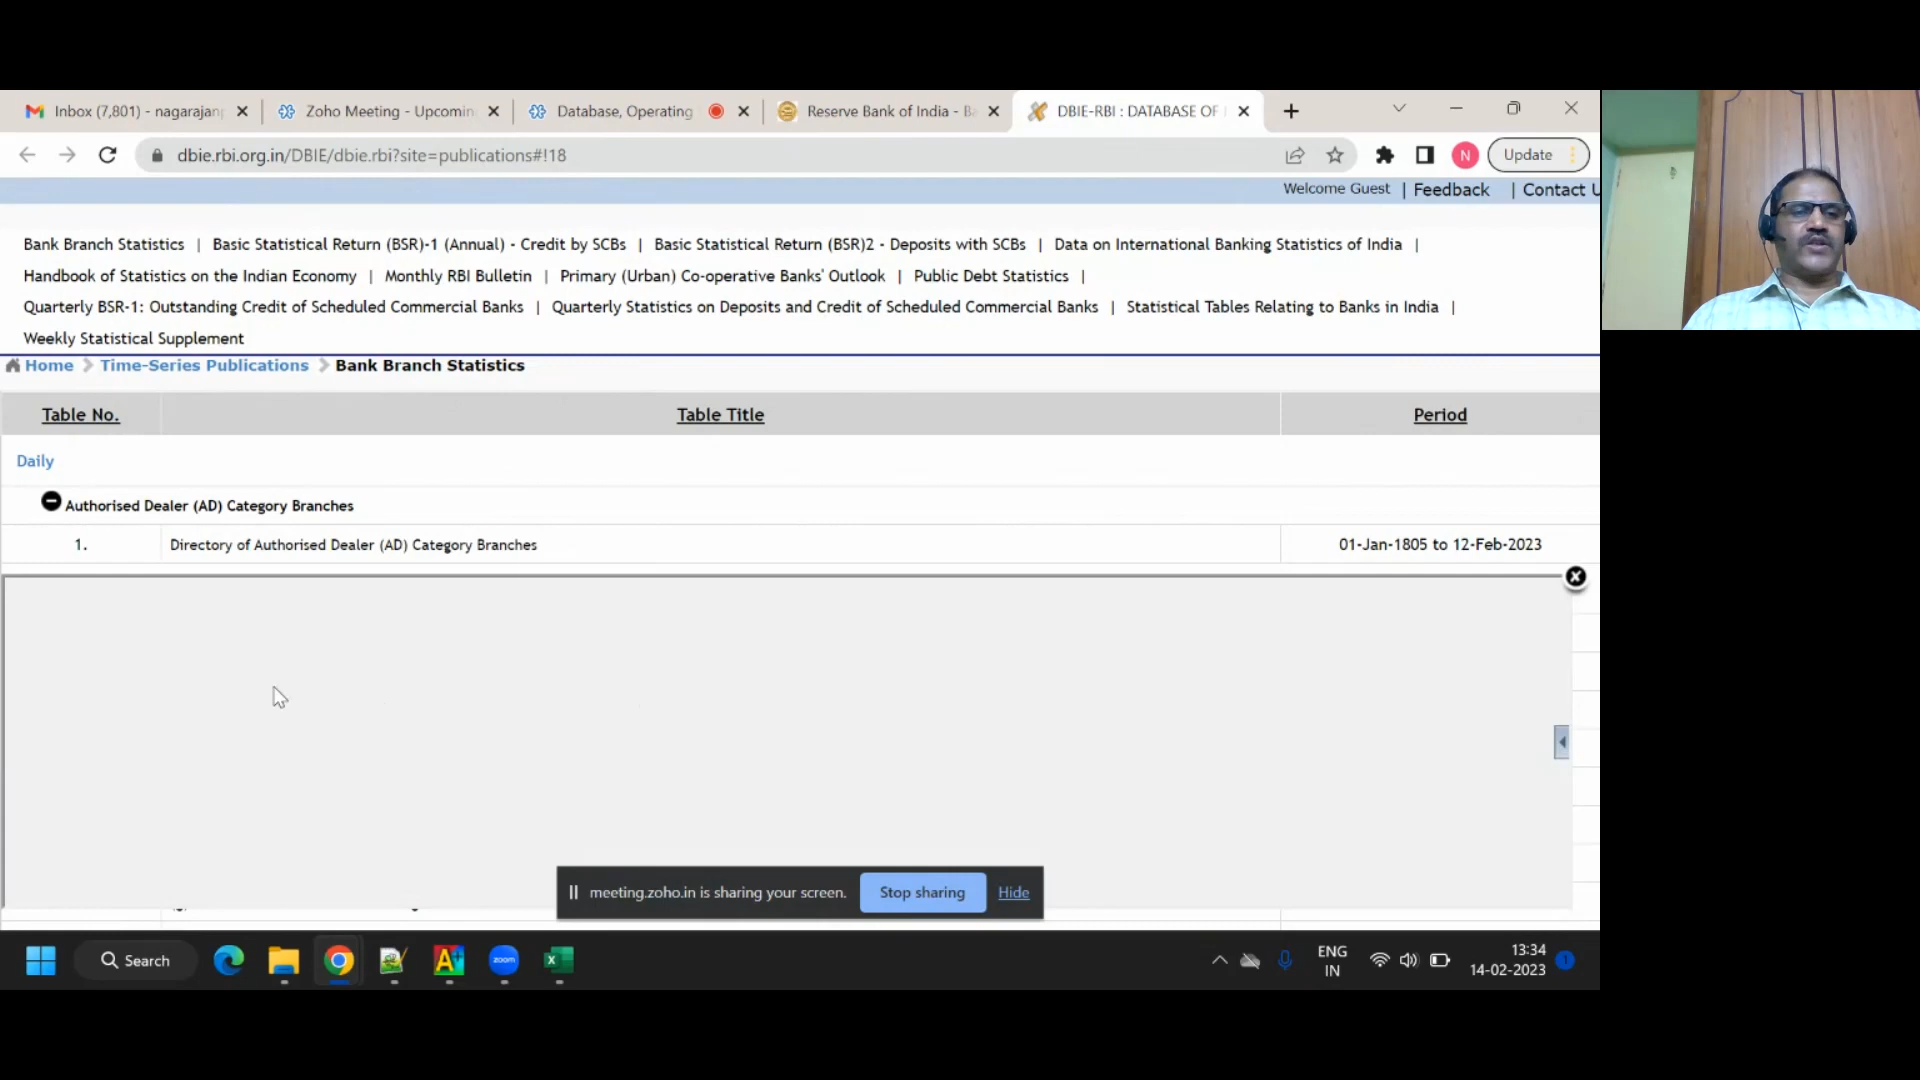 Inbox (7,801) - nagarajan
Zoho Meeting - Upcomin
Database, Operating
Reserve Bank of India - Ba
DBIE-RBI : DATABASE OF
dbie.rbi.org.in/DBIE/dbie.rbi?site=publications#!18
N
Update
Welcome Guest | Feedback | Contact U
Bank Branch Statistics | Basic Statistical Return (BSR)-1 (Annual) - Credit by SCBs | Basic Statistical Return (BSR)2 - Deposits with SCBs | Data on International Banking Statistics of India |
Handbook of Statistics on the Indian Economy | Monthly RBI Bulletin | Primary (Urban) Co-operative Banks' Outlook | Public Debt Statistics |
Quarterly BSR-1: Outstanding Credit of Scheduled Commercial Banks | Quarterly Statistics on Deposits and Credit of Scheduled Commercial Banks | Statistical Tables Relating to Banks in India |
Weekly Statistical Supplement
Home Time-Series Publications Bank Branch Statistics
Table No. Table Title Period
Daily
Authorised Dealer (AD) Category Branches
1. Directory of Authorised Dealer (AD) Category Branches 01-Jan-1805 to 12-Feb-2023
meeting.zoho.in is sharing your screen. Stop sharing Hide
Search
zoom
ENG
IN
13:34
14-02-2023
1